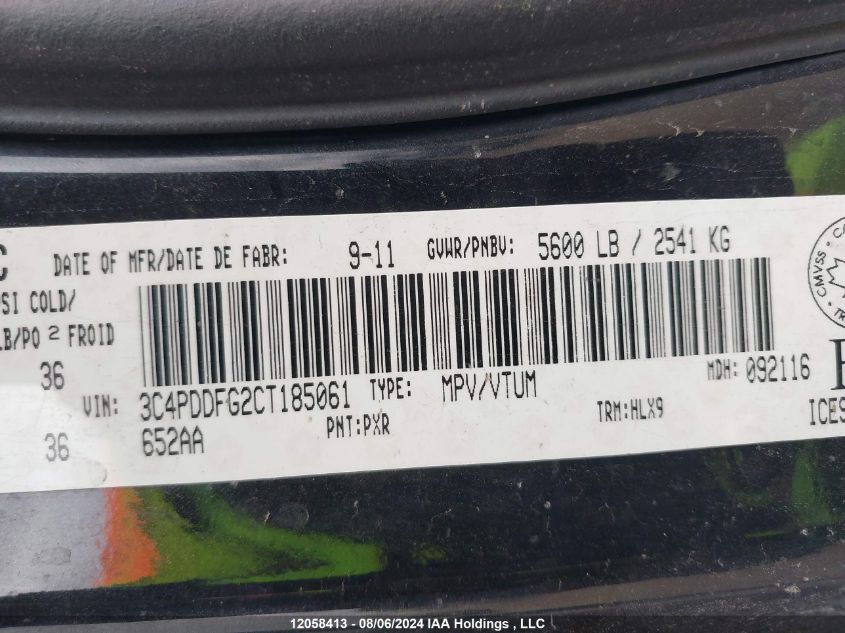 C DATE OF MFR/DATE DE FABR: 9-11 GVWR/PNBV: 5600 LB / 2541 KG
SI COLD/
LB/PO 2 FROID
CMVSS
36
VIN: 3C4PDDFG2CT185061 TYPE: MPV/VTUM MDH: 092116
36 652AA PNT:PXR TRM:HLX9 ICES
12058413 - 08/06/2024 IAA Holdings , LLC